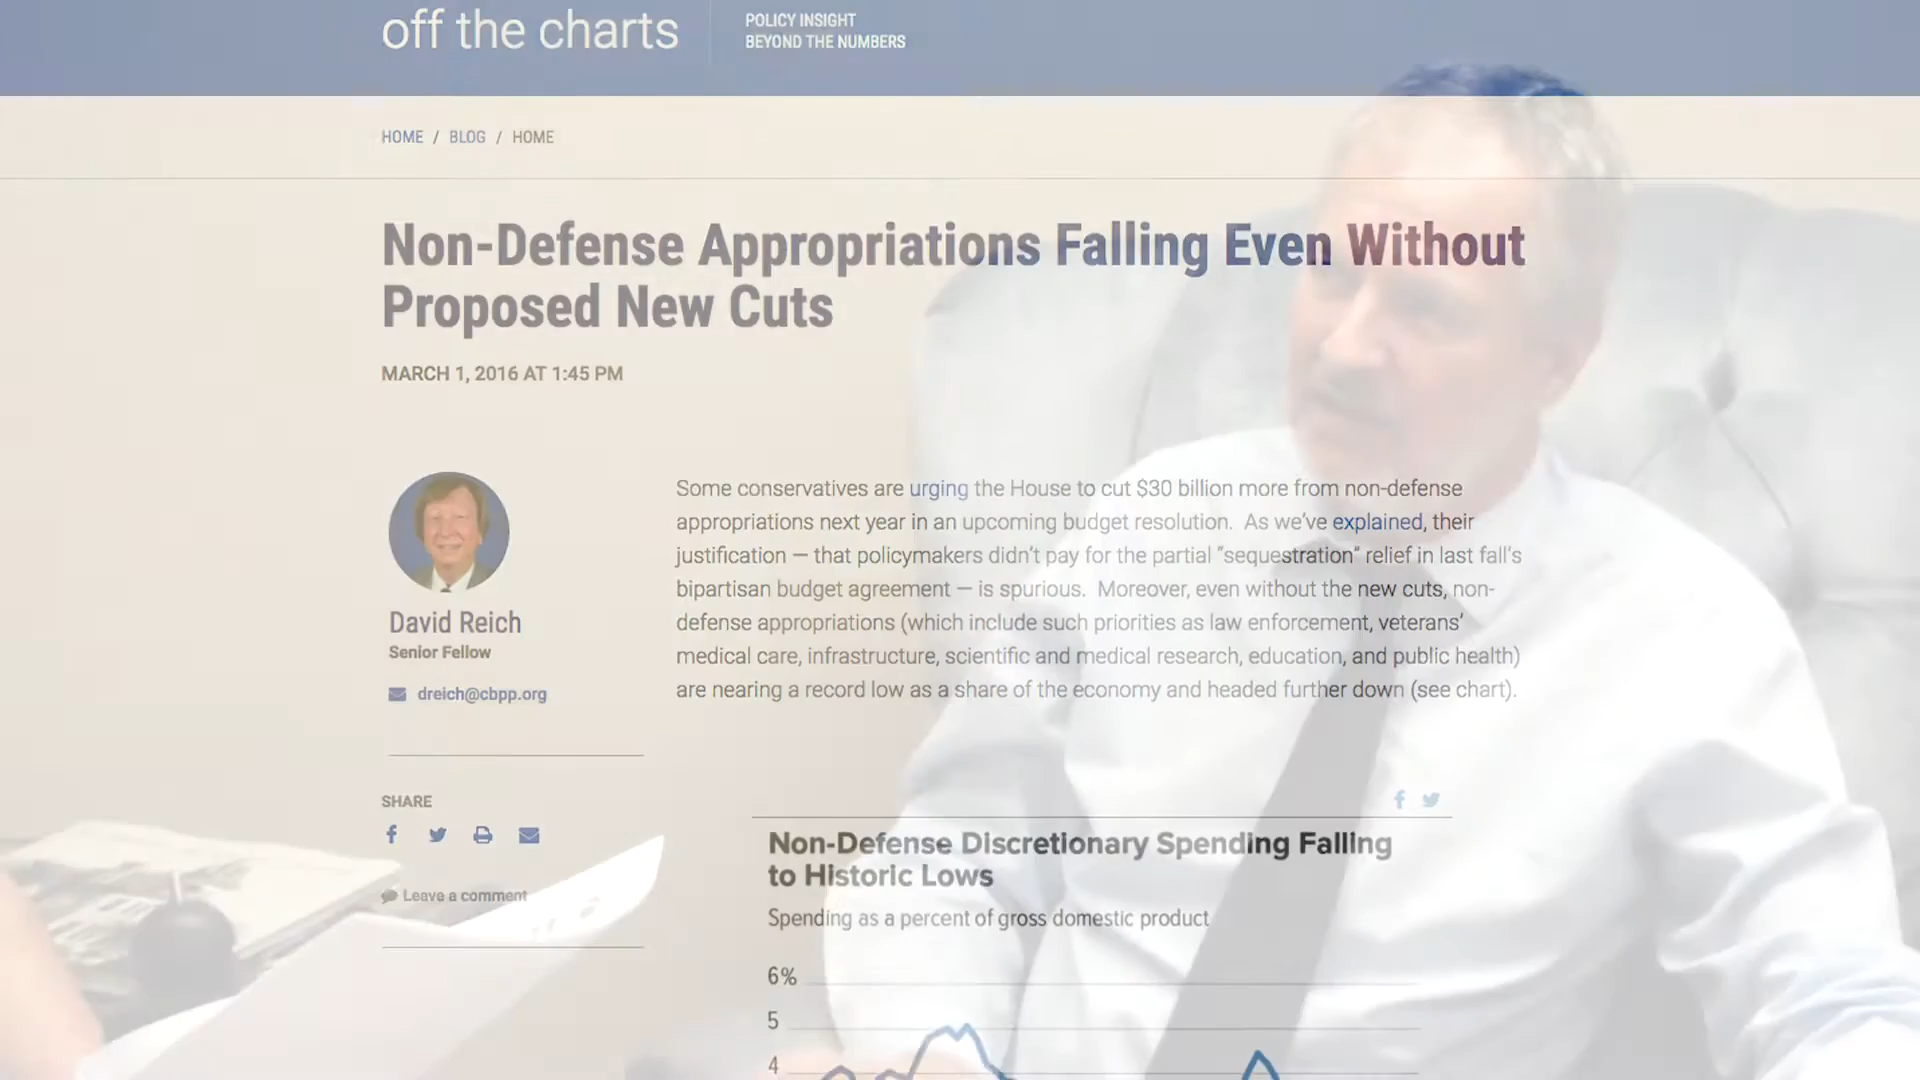 off the charts
POLICY INSIGHT
BEYOND THE NUMBERS
HOME / BLOG / HOME
Non-Defense Appropriations Falling Even Without
Proposed New Cuts
MARCH 1, 2016 AT 1:45 PM
David Reich
Senior Fellow
dreich@cbpp.org
SHARE
Leave a comment
Some conservatives are urging the House to cut $30 billion more from non-defense
appropriations next year in an upcoming budget resolution. As we've explained, their
justification — that policymakers didn't pay for the partial "sequestration" relief in last fall's
bipartisan budget agreement — is spurious. Moreover, even without the new cuts, non-
defense appropriations (which include such priorities as law enforcement, veterans'
medical care, infrastructure, scientific and medical research, education, and public health)
are nearing a record low as a share of the economy and headed further down (see chart).
Non-Defense Discretionary Spending Falling
to Historic Lows
Spending as a percent of gross domestic product
6%
5
4